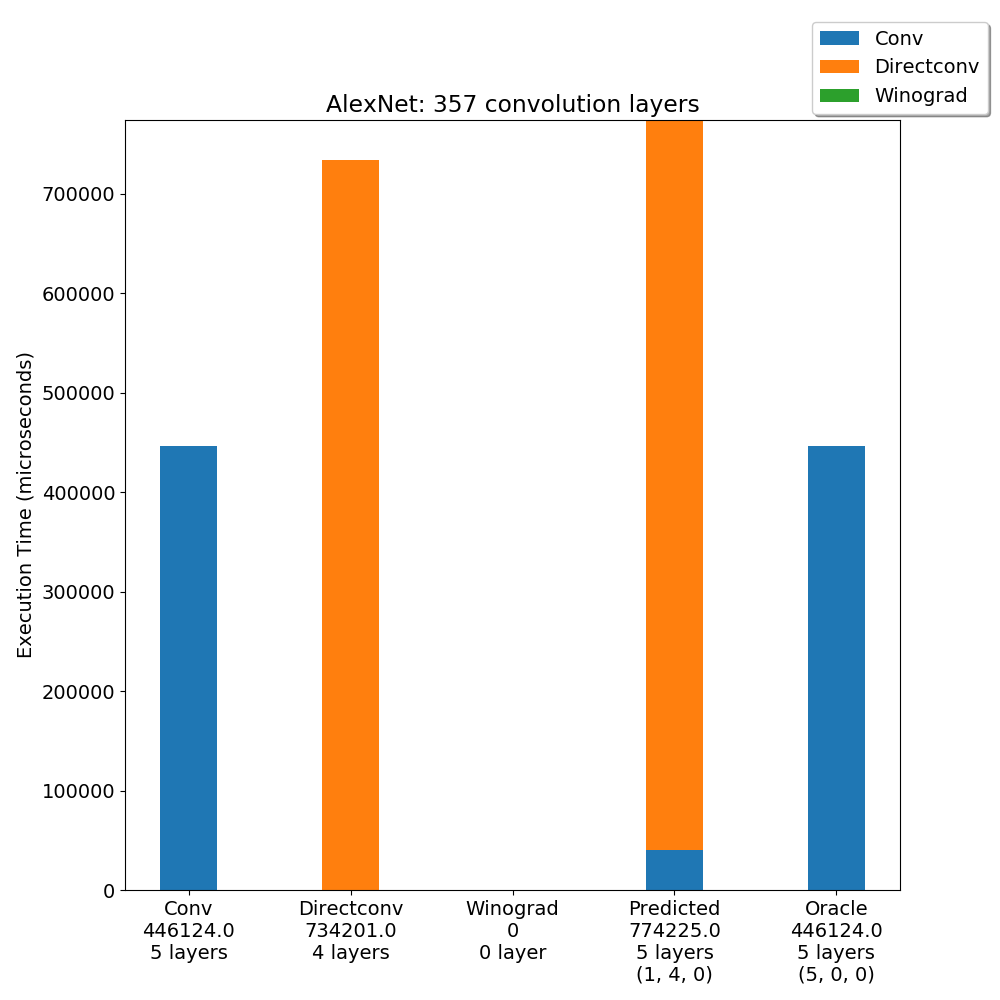 Conv
Directconv
Winograd
AlexNet: 357 convolution layers
Execution Time (microseconds)
700000
600000
500000
400000
300000
200000
100000
0
Conv
446124.0
5 layers
Directconv
734201.0
4 layers
Winograd
0
0 layer
Predicted
774225.0
5 layers
(1, 4, 0)
Oracle
446124.0
5 layers
(5, 0, 0)